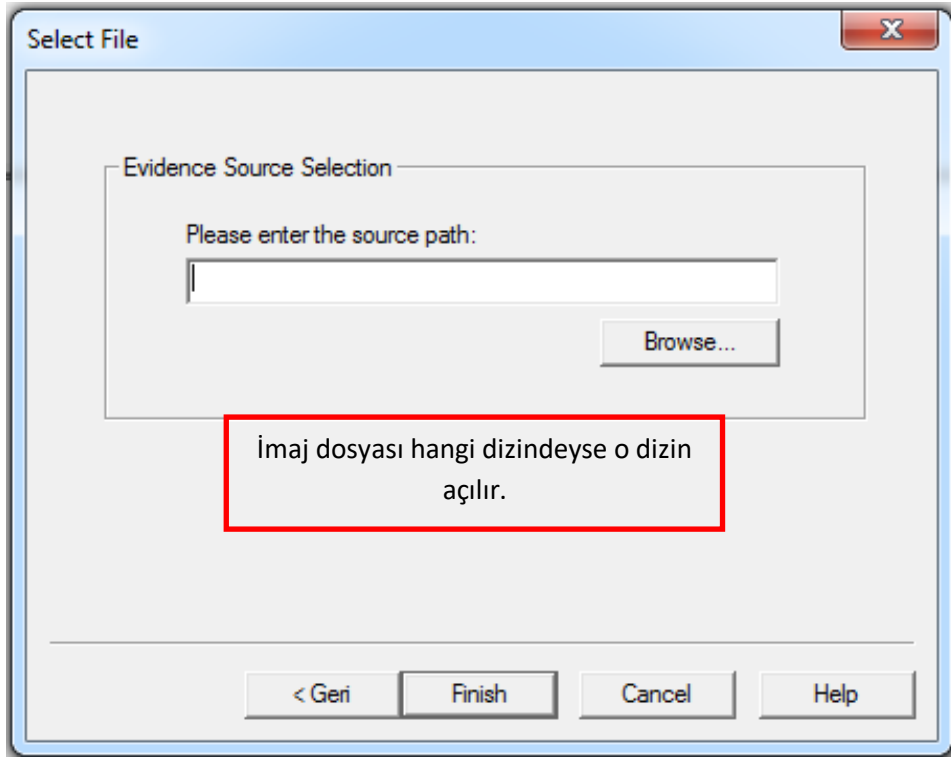 Select File
Evidence Source Selection
Please enter the source path:
Browse...
İmaj dosyası hangi dizindeyse o dizin
açılır.
< Geri
Finish
Cancel
Help